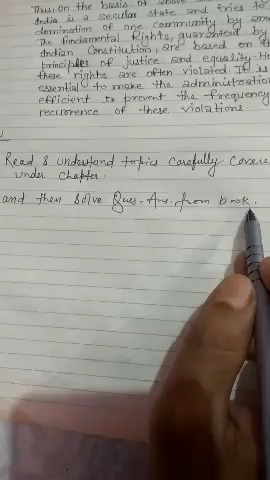 Thus, on the basis of above
India is a secular state and tries to
domination of one community by
The fundamental Rights, guaranteed by
Indian Constitution, are based on
principles of justice and equality.
these rights are often violated. It is
essential to make the administration
efficient to prevent the frequency
recurrence of these violations.
Read & understand topics carefully
under chapter.
and then solve Ques-Ans. from book.